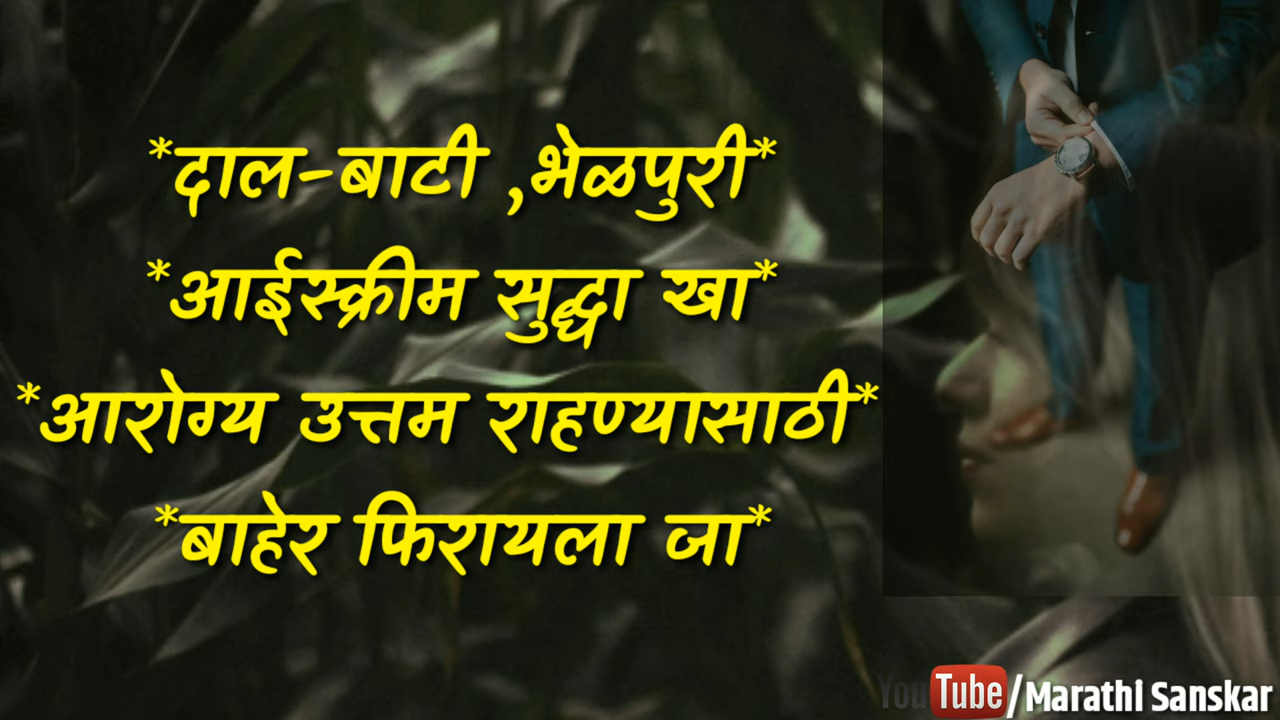 *दाल-बाटी ,भेळपुरी*
*आईस्क्रीम सुद्धा खा*
*आरोग्य उत्तम राहण्यासाठी*
*बाहेर फिरायला जा*
YouTube/Marathi Sanskar